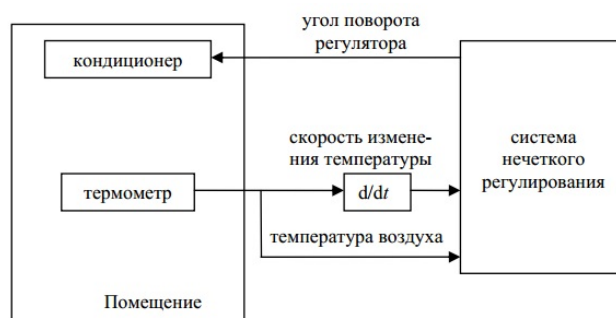 угол поворота
регулятора
кондиционер
скорость измене-
ния температуры
система
нечеткого
регулирования
термометр
d/dt
температура воздуха
Помещение